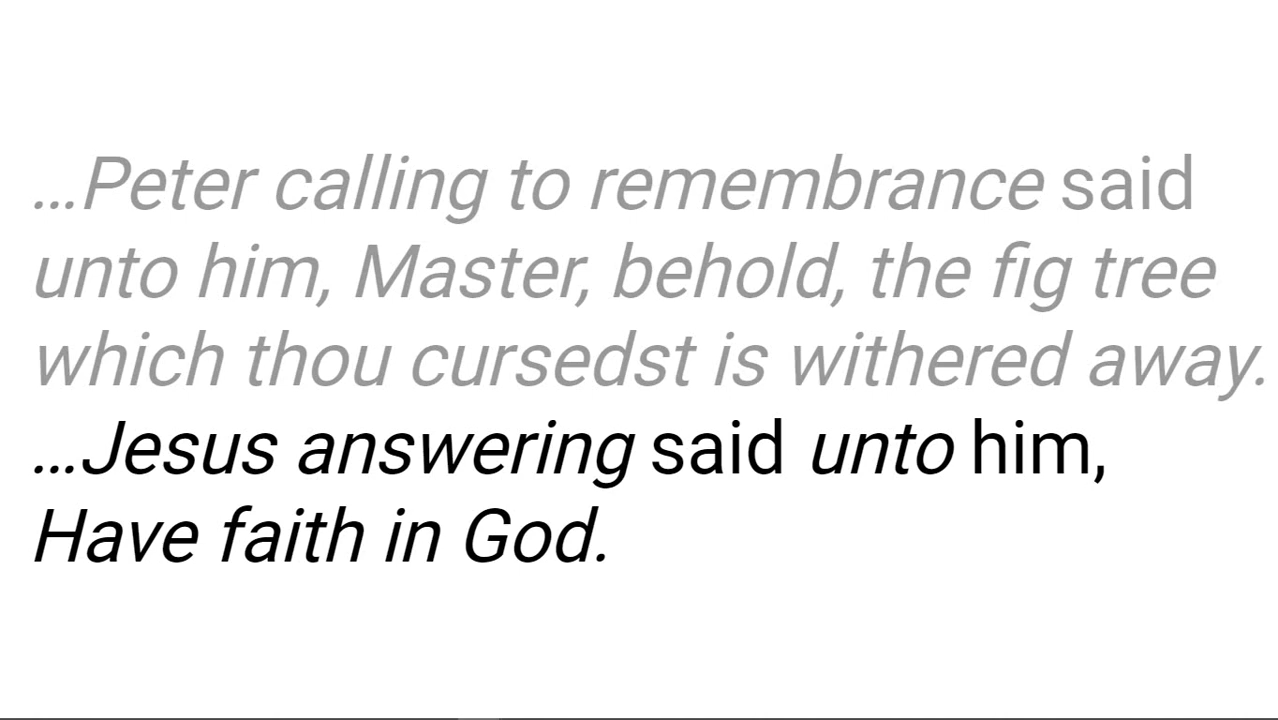 ...Peter calling to remembrance said
unto him, Master, behold, the fig tree
which thou cursedst is withered away.
...Jesus answering said unto him,
Have faith in God.